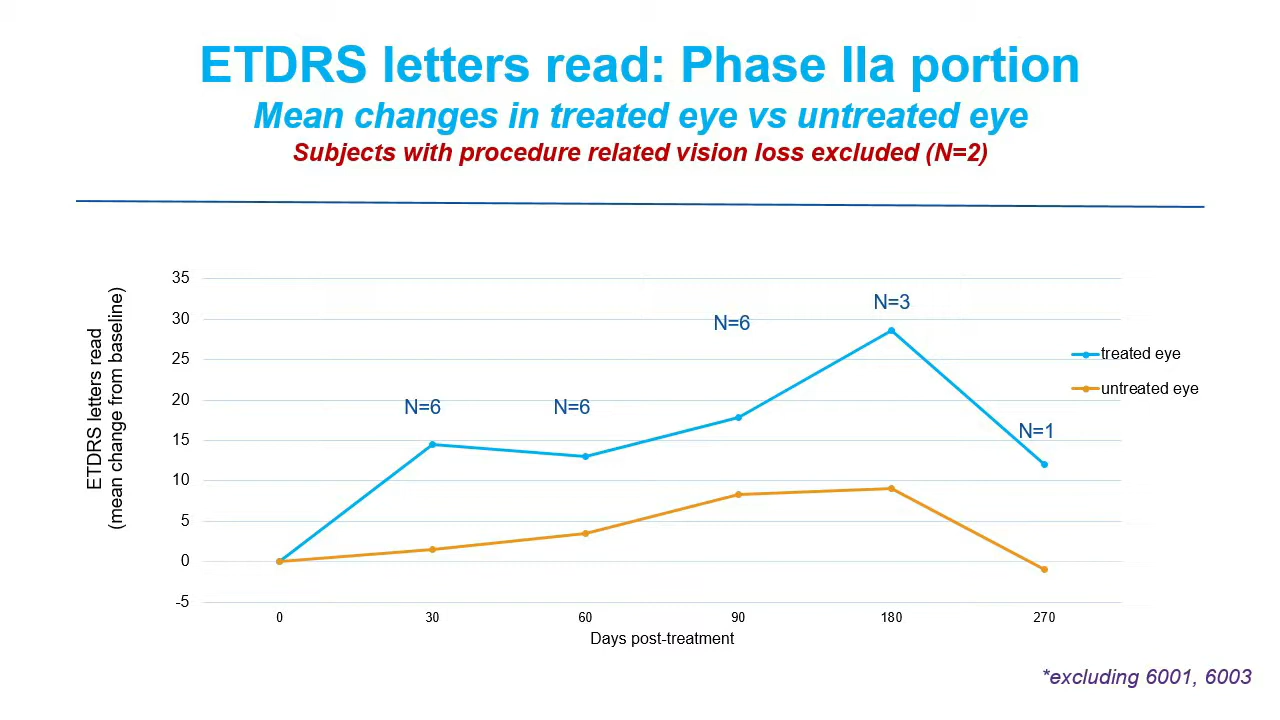 ETDRS letters read: Phase IIa portion
Mean changes in treated eye vs untreated eye
Subjects with procedure related vision loss excluded (N=2)
ETDRS letters read
(mean change from baseline)
35
30
25
20
15
10
5
0
-5
N=6
N=6
N=6
N=3
N=1
treated eye
untreated eye
0
30
60
90
180
270
Days post-treatment
*excluding 6001, 6003